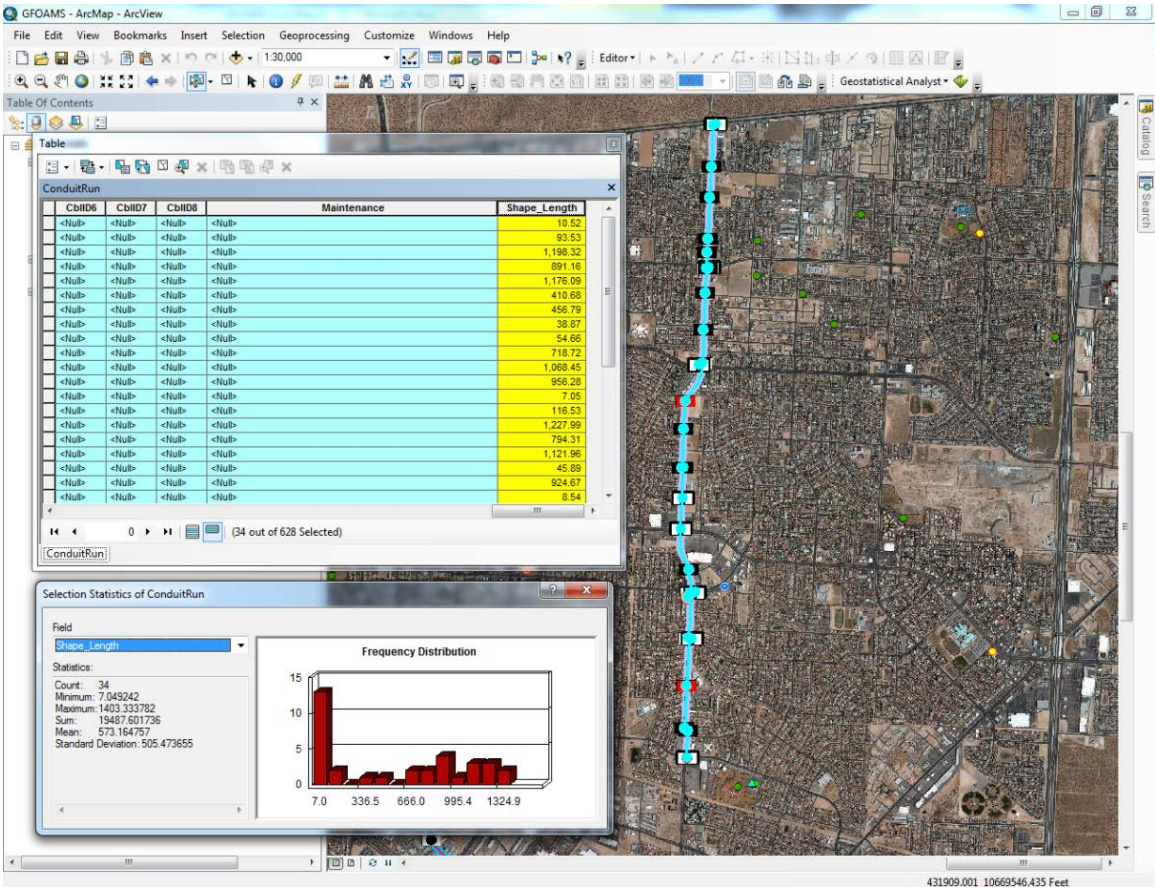 GFOAMS - ArcMap - ArcView
File Edit View Bookmarks Insert Selection Geoprocessing Customize Windows Help
1:30,000 Editor
100% Geostatistical Analyst
Table Of Contents
Catalog
Search
Table
ConduitRun
CblID6 CblID7 CblID8 Maintenance Shape_Length
<Null> <Null> <Null> <Null> 10.52
<Null> <Null> <Null> <Null> 93.53
<Null> <Null> <Null> <Null> 1,198.32
<Null> <Null> <Null> <Null> 891.16
<Null> <Null> <Null> <Null> 1,176.09
<Null> <Null> <Null> <Null> 410.68
<Null> <Null> <Null> <Null> 456.79
<Null> <Null> <Null> <Null> 38.87
<Null> <Null> <Null> <Null> 54.66
<Null> <Null> <Null> <Null> 718.72
<Null> <Null> <Null> <Null> 1,068.45
<Null> <Null> <Null> <Null> 956.28
<Null> <Null> <Null> <Null> 7.05
<Null> <Null> <Null> <Null> 116.53
<Null> <Null> <Null> <Null> 1,227.99
<Null> <Null> <Null> <Null> 794.31
<Null> <Null> <Null> <Null> 1,121.96
<Null> <Null> <Null> <Null> 45.89
<Null> <Null> <Null> <Null> 924.67
<Null> <Null> <Null> <Null> 8.54
0 (34 out of 628 Selected)
ConduitRun
Selection Statistics of ConduitRun
Field
Shape_Length
Statistics:
Count: 34
Minimum: 7.049242
Maximum: 1403.333782
Sum: 19487.601736
Mean: 573.164757
Standard Deviation: 505.473655
Frequency Distribution
15
10
5
0
7.0 336.5 666.0 995.4 1324.9
431909.001 10669546.435 Feet